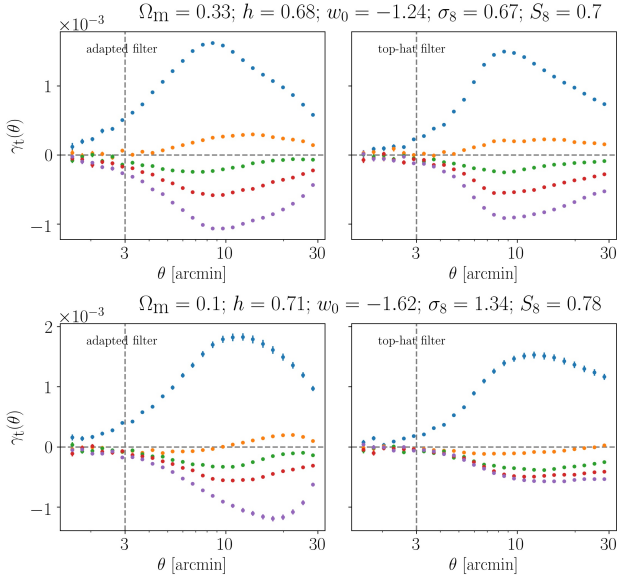 Ωm = 0.33; h = 0.68; w0 = −1.24; σ8 = 0.67; S8 = 0.7
×10−3
adapted filter
top-hat filter
γt(θ)
1
0
−1
3
10
30
3
10
30
θ [arcmin]
θ [arcmin]
Ωm = 0.1; h = 0.71; w0 = −1.62; σ8 = 1.34; S8 = 0.78
×10−3
adapted filter
top-hat filter
γt(θ)
2
1
0
−1
3
10
30
3
10
30
θ [arcmin]
θ [arcmin]